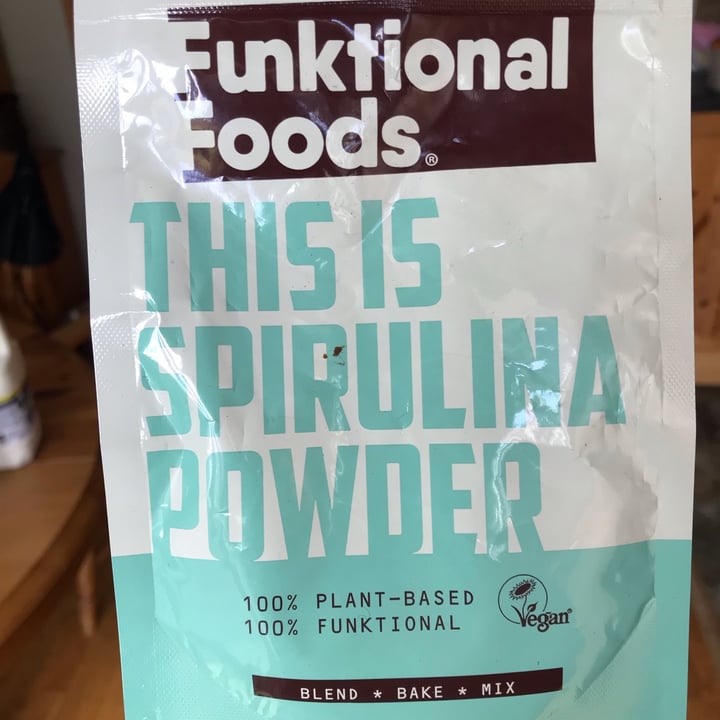 Funktional
Foods®
THIS IS
SPIRULINA
POWDER
100% PLANT-BASED
100% FUNKTIONAL
Vegan®
BLEND * BAKE * MIX